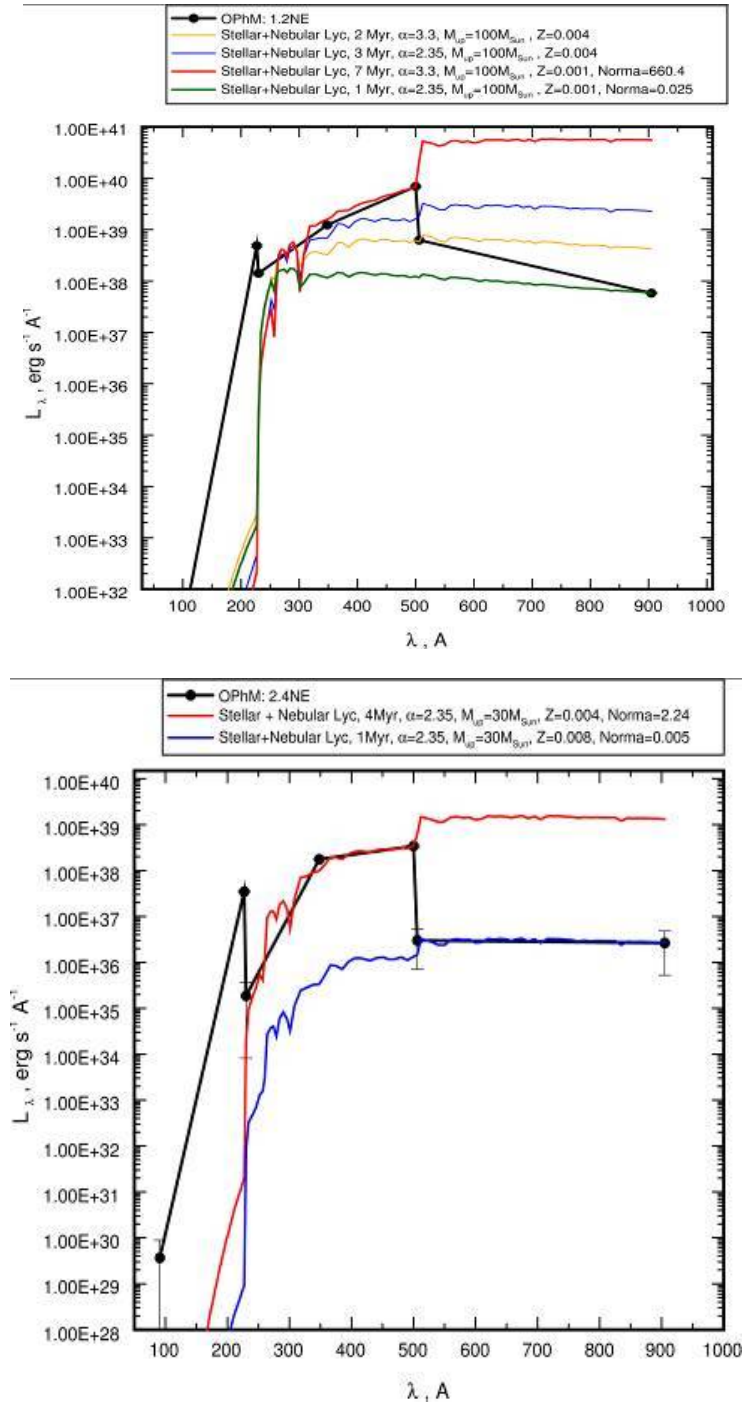 OPhM: 1.2NE
Stellar+Nebular Lyc, 2 Myr, α=3.3, M_up=100M_Sun , Z=0.004
Stellar+Nebular Lyc, 3 Myr, α=2.35, M_up=100M_Sun , Z=0.004
Stellar+Nebular Lyc, 7 Myr, α=3.3, M_up=100M_Sun , Z=0.001, Norma=660.4
Stellar+Nebular Lyc, 1 Myr, α=2.35, M_up=100M_Sun , Z=0.001, Norma=0.025
1.00E+41
1.00E+40
1.00E+39
1.00E+38
1.00E+37
1.00E+36
1.00E+35
1.00E+34
1.00E+33
1.00E+32
L_λ , erg s⁻¹ A⁻¹
100 200 300 400 500 600 700 800 900 1000
λ , A
OPhM: 2.4NE
Stellar + Nebular Lyc, 4Myr, α=2.35, M_up=30M_Sun, Z=0.004, Norma=2.24
Stellar+Nebular Lyc, 1Myr, α=2.35, M_up=30M_Sun, Z=0.008, Norma=0.005
1.00E+40
1.00E+39
1.00E+38
1.00E+37
1.00E+36
1.00E+35
1.00E+34
1.00E+33
1.00E+32
1.00E+31
1.00E+30
1.00E+29
1.00E+28
L_λ , erg s⁻¹ A⁻¹
100 200 300 400 500 600 700 800 900 1000
λ , A